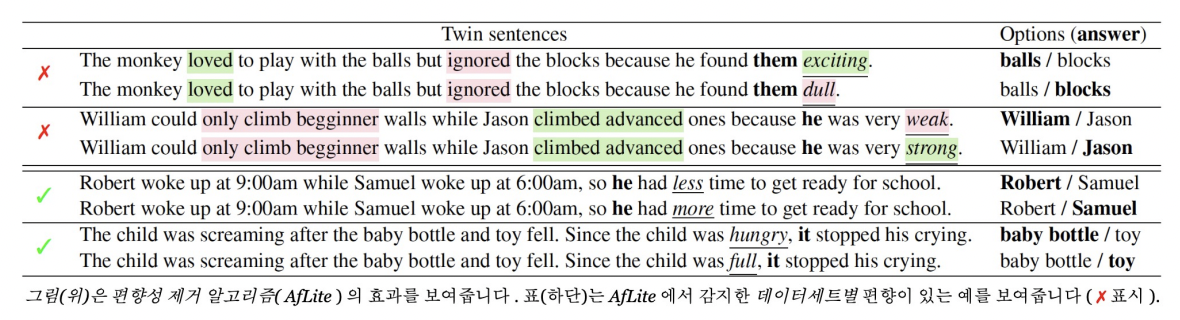 Twin sentences Options (answer)
✗ The monkey loved to play with the balls but ignored the blocks because he found them exciting. balls / blocks
The monkey loved to play with the balls but ignored the blocks because he found them dull. balls / blocks
✗ William could only climb begginner walls while Jason climbed advanced ones because he was very weak. William / Jason
William could only climb begginner walls while Jason climbed advanced ones because he was very strong. William / Jason
✓ Robert woke up at 9:00am while Samuel woke up at 6:00am, so he had less time to get ready for school. Robert / Samuel
Robert woke up at 9:00am while Samuel woke up at 6:00am, so he had more time to get ready for school. Robert / Samuel
✓ The child was screaming after the baby bottle and toy fell. Since the child was hungry, it stopped his crying. baby bottle / toy
The child was screaming after the baby bottle and toy fell. Since the child was full, it stopped his crying. baby bottle / toy
그림(위)은 편향성 제거 알고리즘( AfLite ) 의 효과를 보여줍니다 . 표(하단)는 AfLite 에서 감지한 데이터세트별 편향이 있는 예를 보여줍니다 ( ✗ 표시 ).